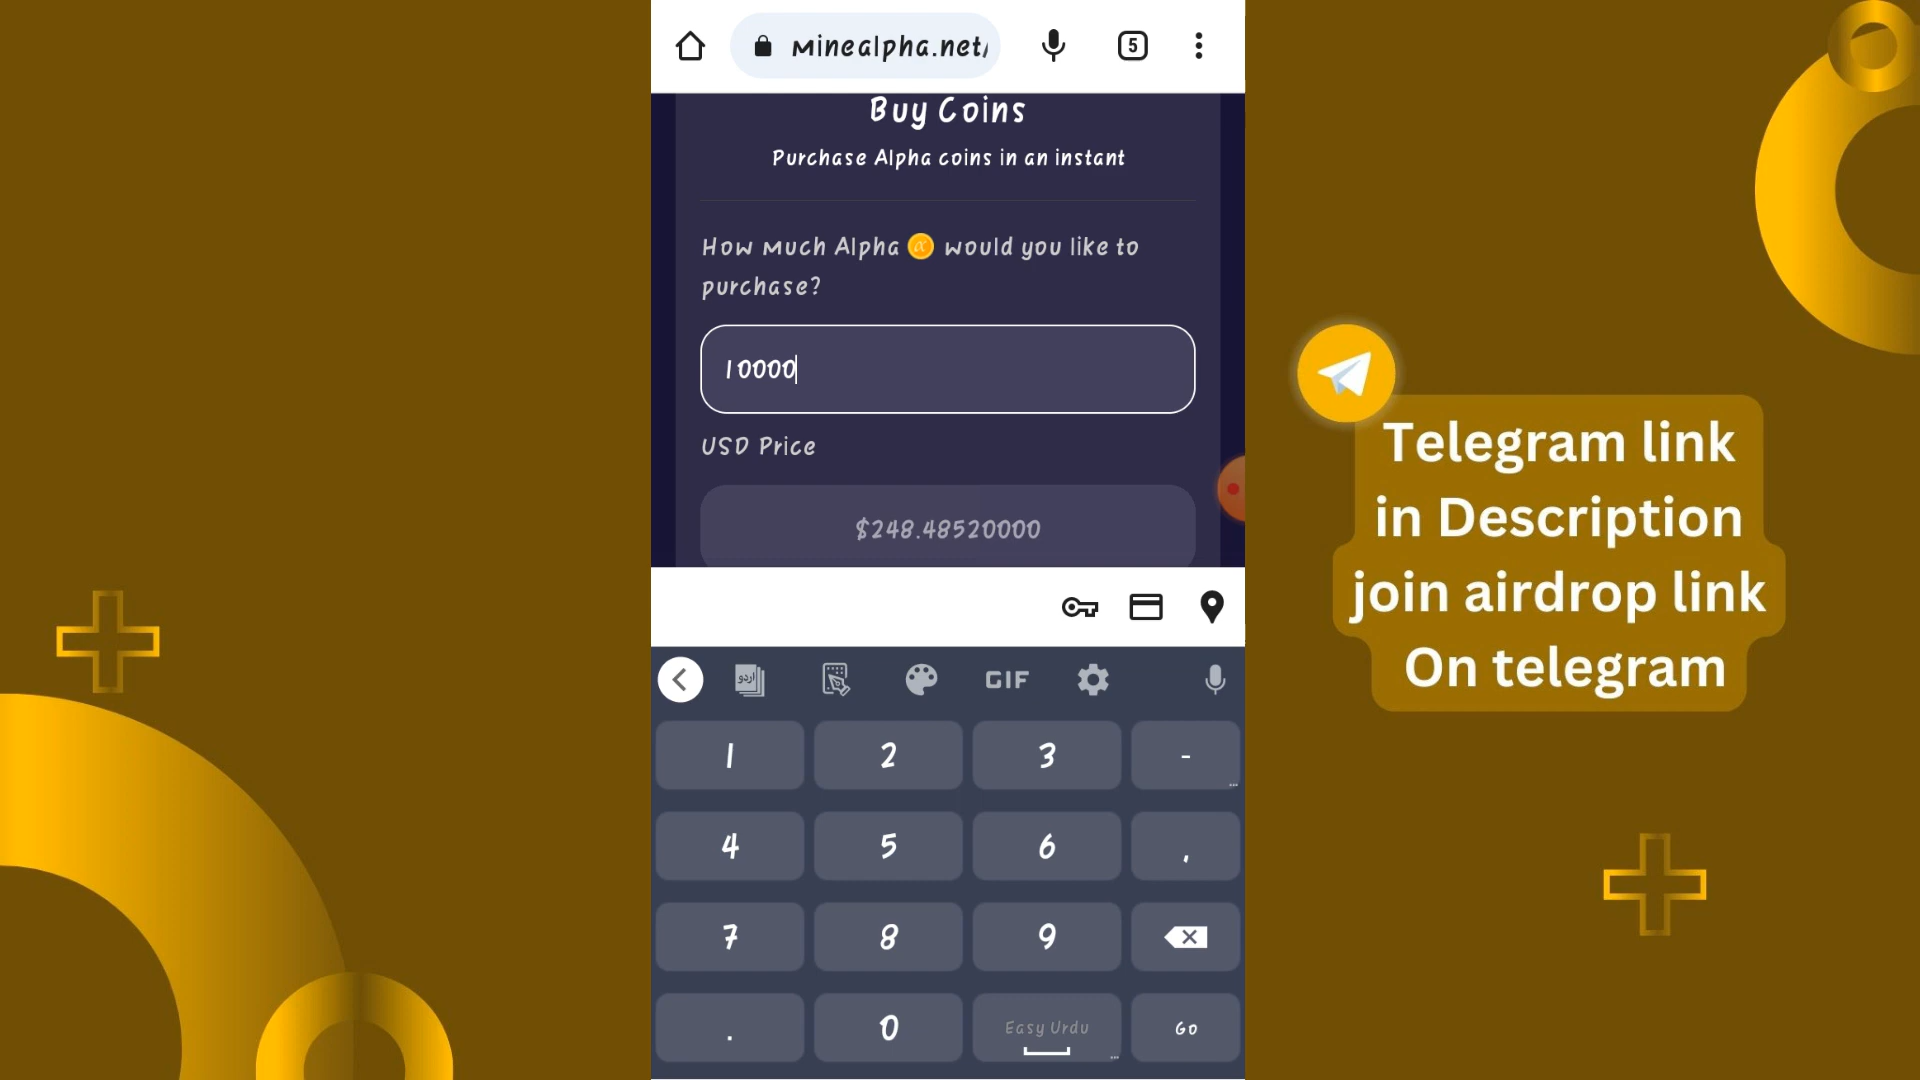 minealpha.net/
5
Buy Coins
Purchase Alpha coins in an instant
How much Alpha α would you like to
purchase?
10000
USD Price
$248.48520000
اردو
GIF
1 2 3 -
4 5 6 ,
7 8 9
. 0 Easy Urdu Go
Telegram link
in Description
join airdrop link
On telegram